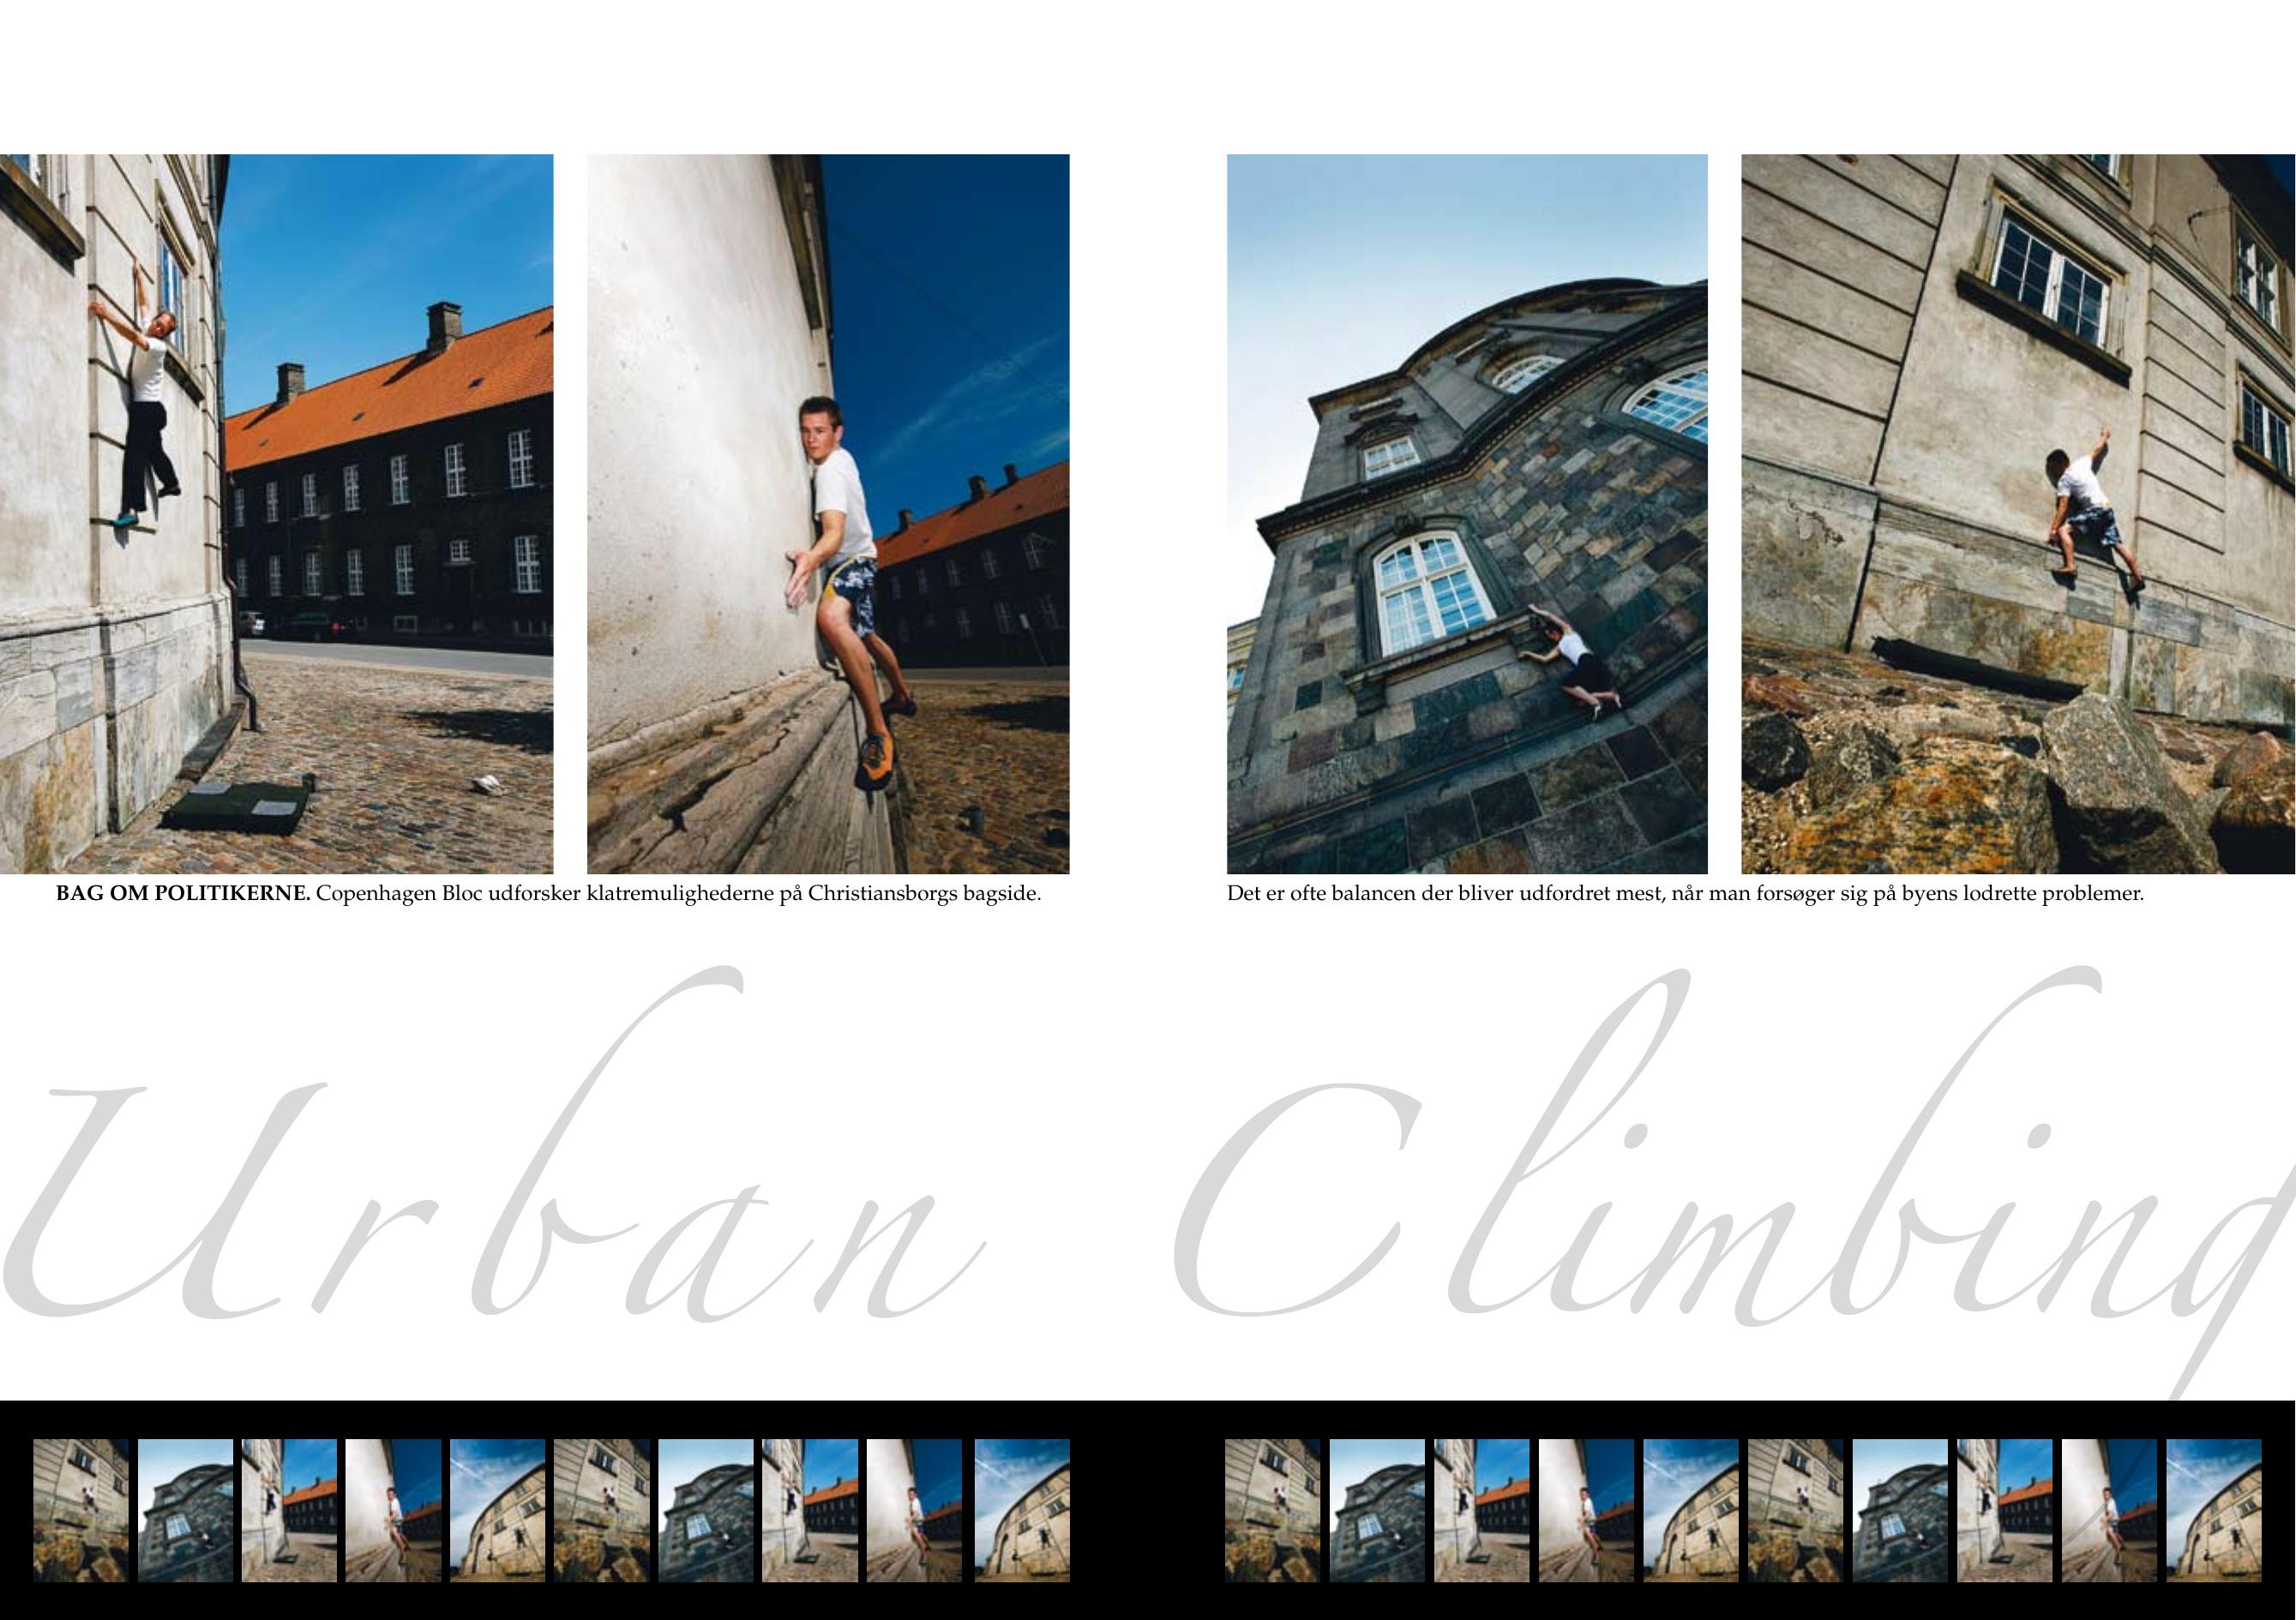 BAG OM POLITIKERNE. Copenhagen Bloc udforsker klatremulighederne på Christiansborgs bagside.
Det er ofte balancen der bliver udfordret mest, når man forsøger sig på byens lodrette problemer.
Urban Climbing